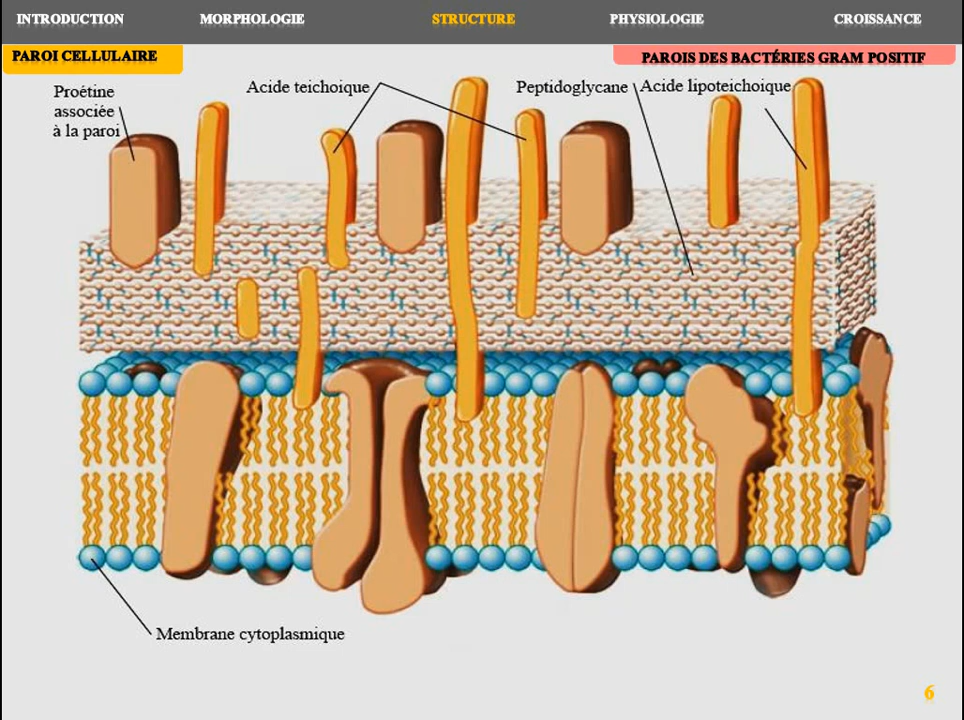 INTRODUCTION MORPHOLOGIE STRUCTURE PHYSIOLOGIE CROISSANCE
PAROI CELLULAIRE
PAROIS DES BACTÉRIES GRAM POSITIF
Proétine
associée
à la paroi
Acide teichoique
Peptidoglycane
Acide lipoteichoique
Membrane cytoplasmique
6